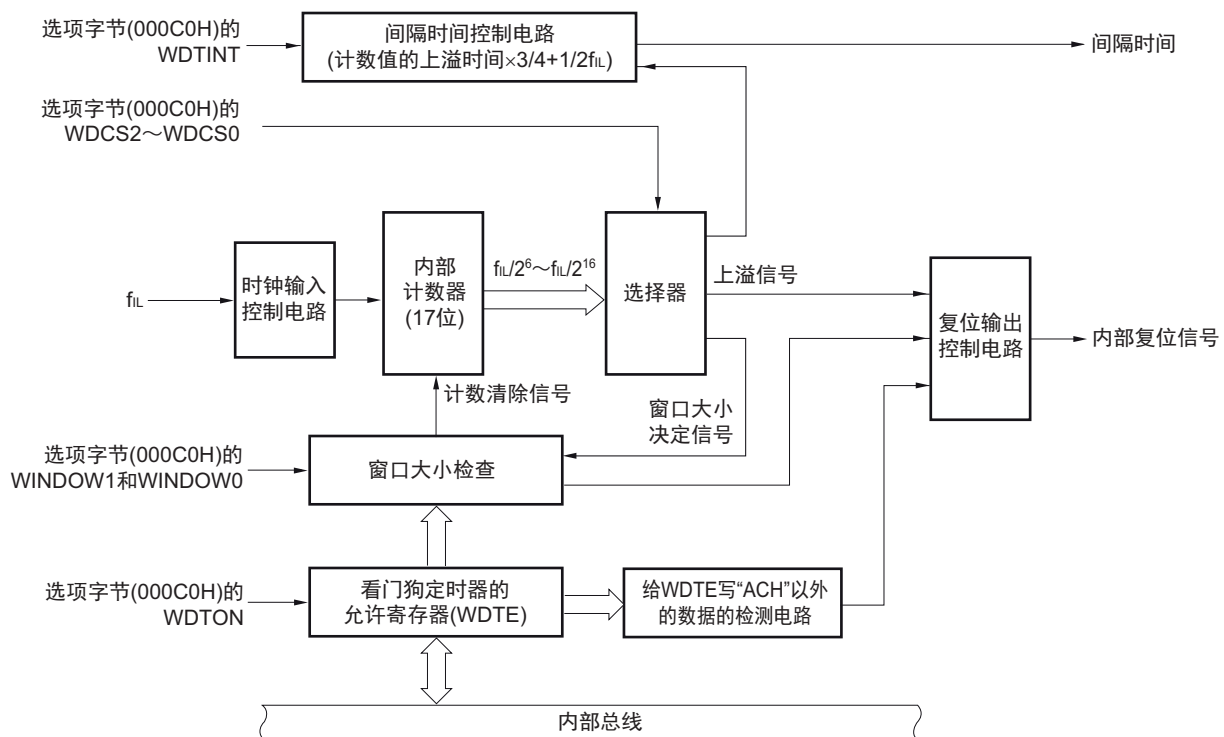 选项字节(000C0H)的
WDTINT
间隔时间控制电路
(计数值的上溢时间×3/4+1/2fIL)
间隔时间
选项字节(000C0H)的
WDCS2～WDCS0
fIL
时钟输入
控制电路
内部
计数器
(17位)
fIL/2⁶～fIL/2¹⁶
选择器
上溢信号
复位输出
控制电路
内部复位信号
计数清除信号
窗口大小
决定信号
选项字节(000C0H)的
WINDOW1和WINDOW0
窗口大小检查
选项字节(000C0H)的
WDTON
看门狗定时器的
允许寄存器(WDTE)
给WDTE写“ACH”以外
的数据的检测电路
内部总线